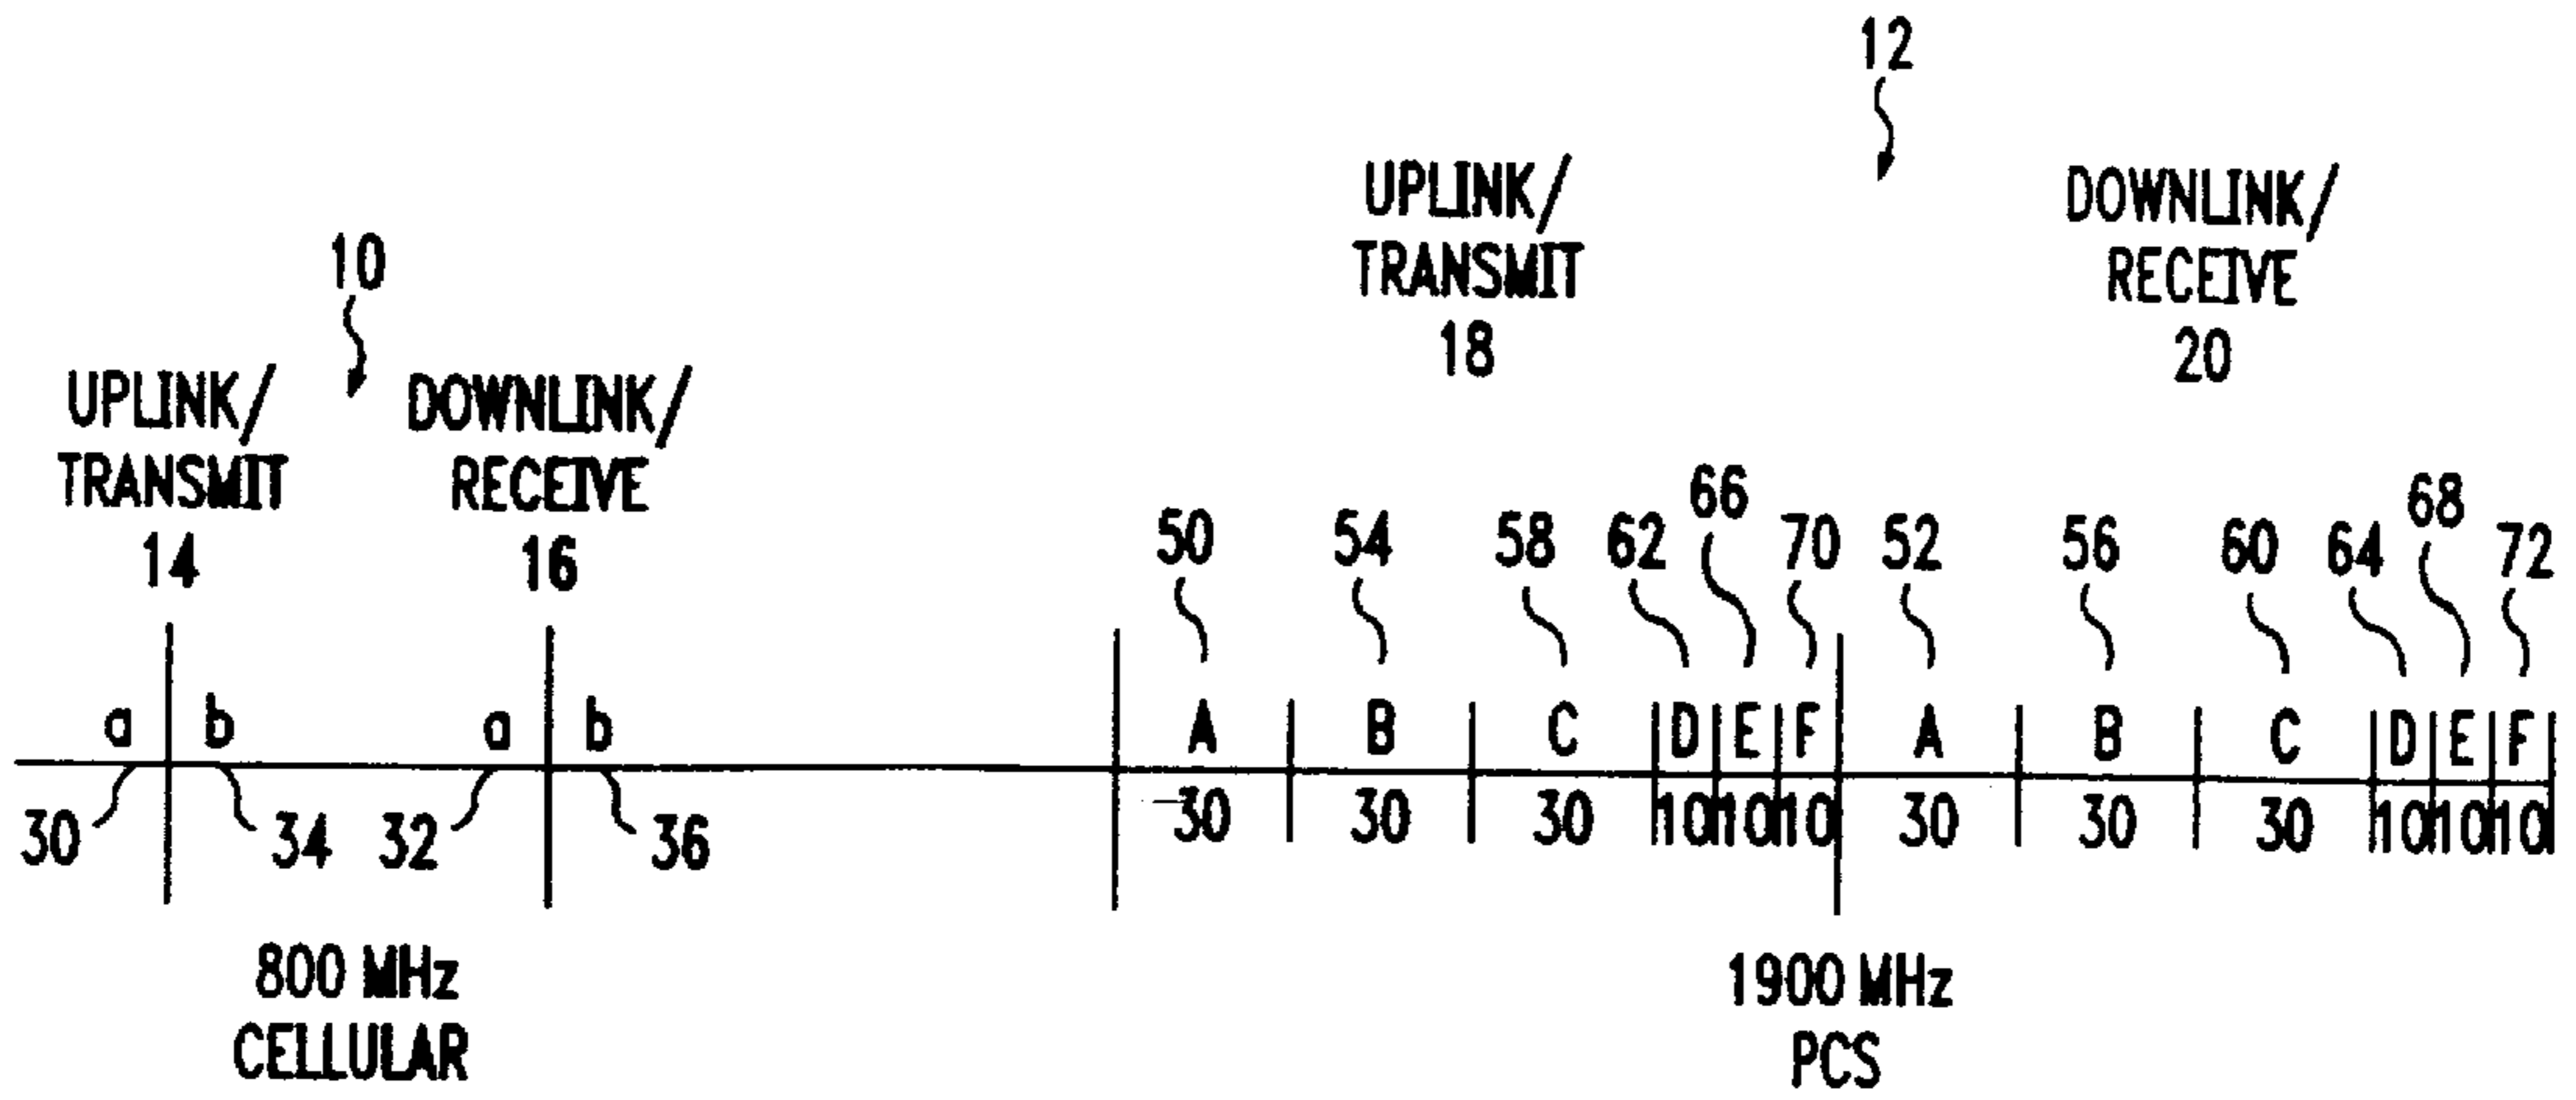 12
UPLINK/
TRANSMIT
18
DOWNLINK/
RECEIVE
20
10
UPLINK/
TRANSMIT
14
DOWNLINK/
RECEIVE
16
50 54 58 62 66 70 52 56 60 64 68 72
a b a b A B C D E F A B C D E F
30 34 32 36 30 30 30 10 10 10 30 30 30 10 10 10
800 MHz
CELLULAR
1900 MHz
PCS